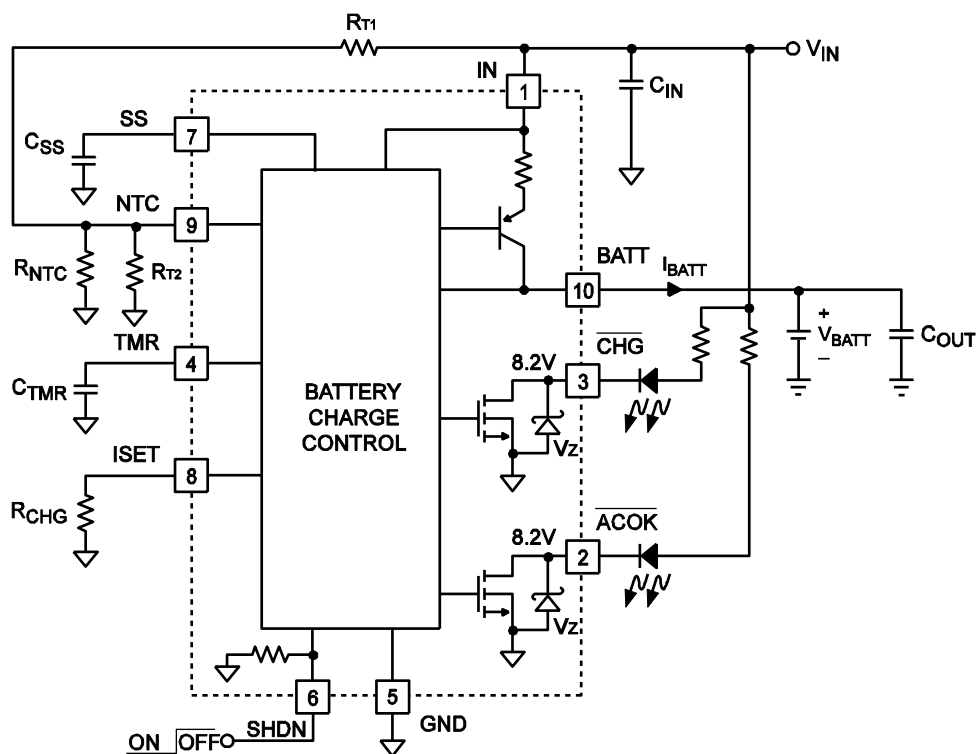 RT1
VIN
IN
1
CIN
SS
7
CSS
NTC
9
RNTC
RT2
BATT
IBATT
10
+
VBATT
–
COUT
TMR
4
CTMR
8.2V
CHG
3
VZ
BATTERY
CHARGE
CONTROL
ISET
8
RCHG
8.2V
ACOK
2
VZ
6
5
SHDN
GND
ON OFF